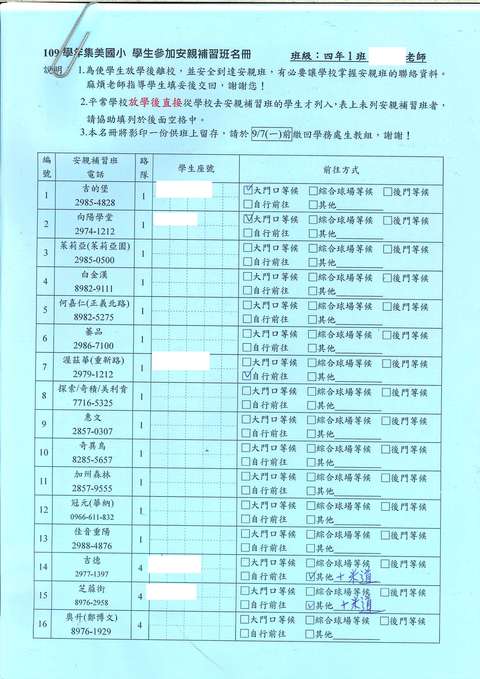 109 學年集美國小 學生參加安親補習班名冊 班級：四年1班 老師
說明：1.為使學生放學後離校，並安全到達安親班，有必要讓學校掌握安親班的聯絡資料。
麻煩老師指導學生填妥後交回，謝謝您！
2.平常學校放學後直接從學校去安親補習班的學生才列入，表上未列安親補習班者，
請協助填列於後面空格中。
3.本名冊將影印一份供班上留存，請於 9/7(一)前繳回學務處生教組，謝謝！
編號 安親補習班電話 路隊 學生座號 前往方式
1 吉的堡 2985-4828 1 ☑大門口等候 □綜合球場等候 □後門等候
□自行前往 □其他
2 向陽學堂 2974-1212 1 ☑大門口等候 □綜合球場等候 □後門等候
□自行前往 □其他
3 茱莉亞(茱莉亞園) 2985-0500 1 □大門口等候 □綜合球場等候 □後門等候
□自行前往 □其他
4 白金漢 8982-9111 1 □大門口等候 □綜合球場等候 □後門等候
□自行前往 □其他
5 何嘉仁(正義北路) 8982-5275 1 □大門口等候 □綜合球場等候 □後門等候
□自行前往 □其他
6 薈品 2986-7100 1 □大門口等候 □綜合球場等候 □後門等候
□自行前往 □其他
7 (重新路) 2979-1212 1 □大門口等候 □綜合球場等候 □後門等候
☑自行前往 □其他
8 探索/奇積/美利肯 7716-5325 1 □大門口等候 □綜合球場等候 □後門等候
□自行前往 □其他
9 惠文 2857-0307 1 □大門口等候 □綜合球場等候 □後門等候
□自行前往 □其他
10 奇異鳥 8285-5657 1 □大門口等候 □綜合球場等候 □後門等候
□自行前往 □其他
11 加州森林 2857-9555 1 □大門口等候 □綜合球場等候 □後門等候
□自行前往 □其他
12 冠元(華納) 0966-611-832 1 □大門口等候 □綜合球場等候 □後門等候
□自行前往 □其他
13 佳音重陽 2988-4876 1 □大門口等候 □綜合球場等候 □後門等候
□自行前往 □其他
14 吉德 2977-1397 4 □大門口等候 □綜合球場等候 □後門等候
□自行前往 ☑其他 十米道
15 芝麻街 8976-2958 4 □大門口等候 □綜合球場等候 □後門等候
□自行前往 ☑其他 十米道
16 奧升(鄭博文) 8976-1929 4 □大門口等候 □綜合球場等候 □後門等候
□自行前往 □其他